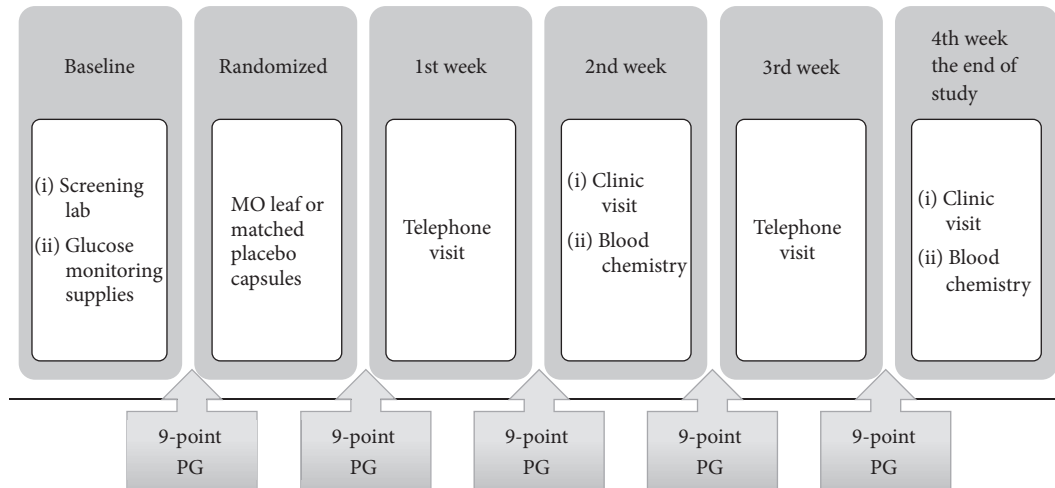 Baseline
Randomized
1st week
2nd week
3rd week
4th week
the end of
study
(i) Screening
lab
(ii) Glucose
monitoring
supplies
MO leaf or
matched
placebo
capsules
Telephone
visit
(i) Clinic
visit
(ii) Blood
chemistry
Telephone
visit
(i) Clinic
visit
(ii) Blood
chemistry
9-point
PG
9-point
PG
9-point
PG
9-point
PG
9-point
PG